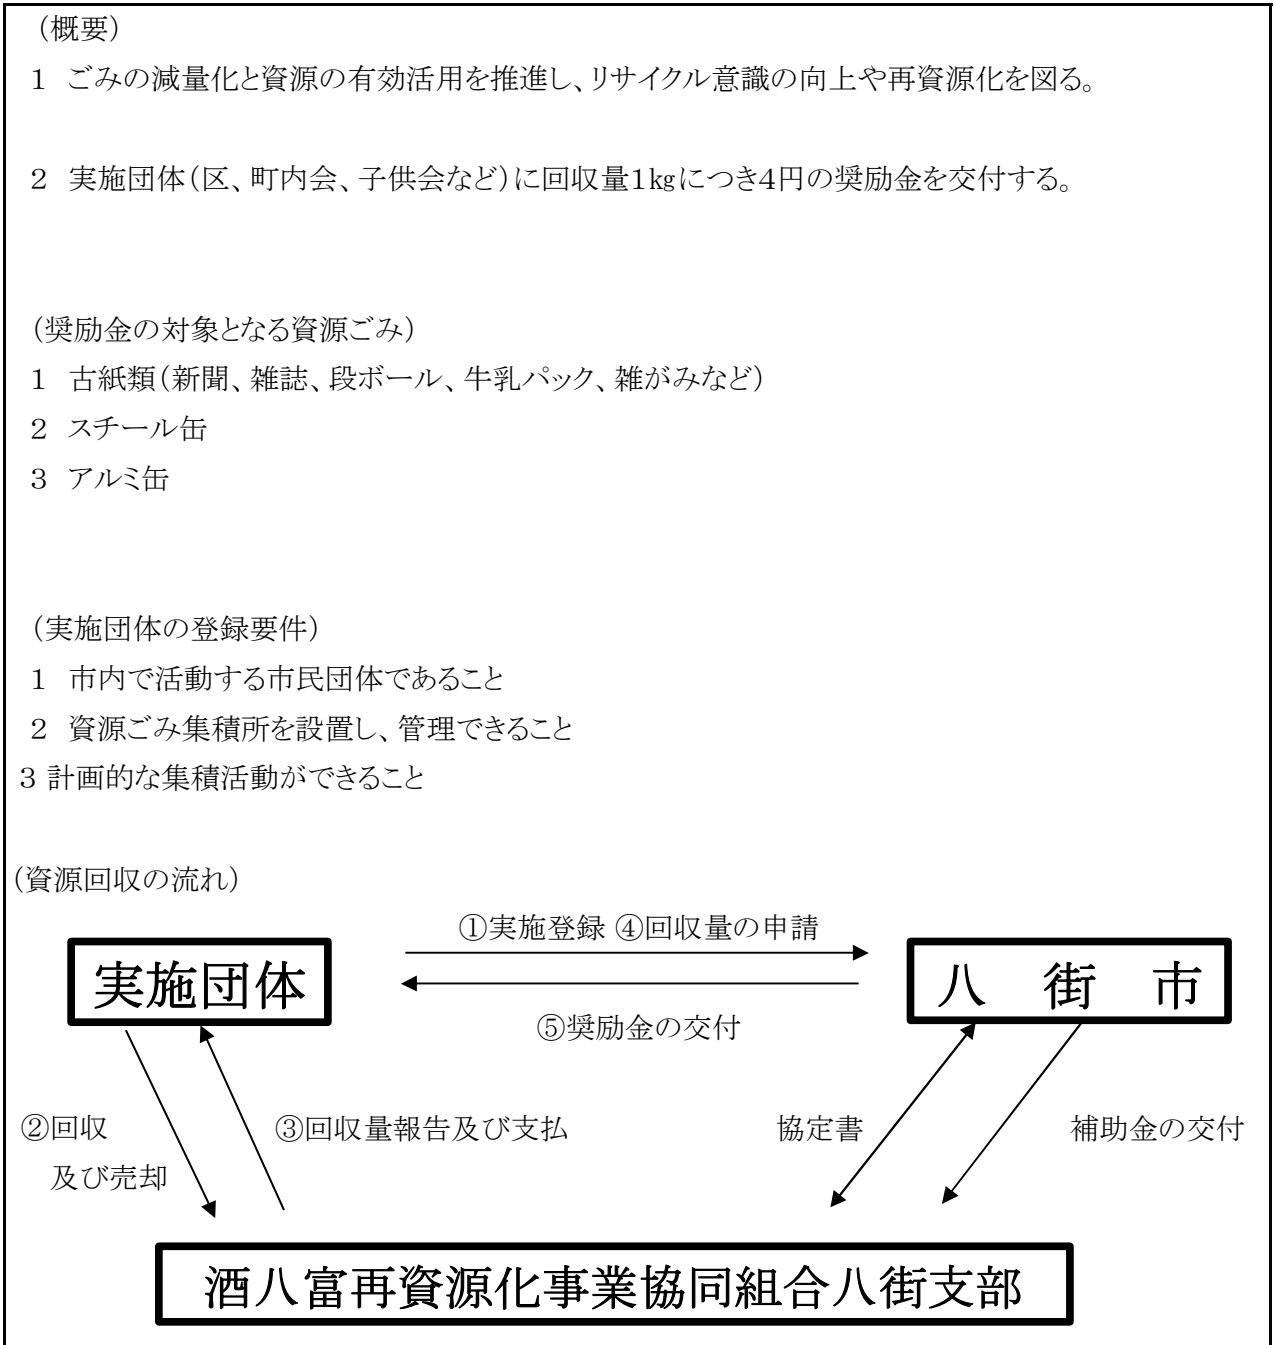 （概要）
１　ごみの減量化と資源の有効活用を推進し、リサイクル意識の向上や再資源化を図る。
２　実施団体（区、町内会、子供会など）に回収量１㎏につき４円の奨励金を交付する。
（奨励金の対象となる資源ごみ）
１　古紙類（新聞、雑誌、段ボール、牛乳パック、雑がみなど）
２　スチール缶
３　アルミ缶
（実施団体の登録要件）
１　市内で活動する市民団体であること
２　資源ごみ集積所を設置し、管理できること
３ 計画的な集積活動ができること
（資源回収の流れ）
①実施登録 ④回収量の申請
実施団体
八　街　市
⑤奨励金の交付
②回収
及び売却
③回収量報告及び支払
協定書
補助金の交付
酒八富再資源化事業協同組合八街支部